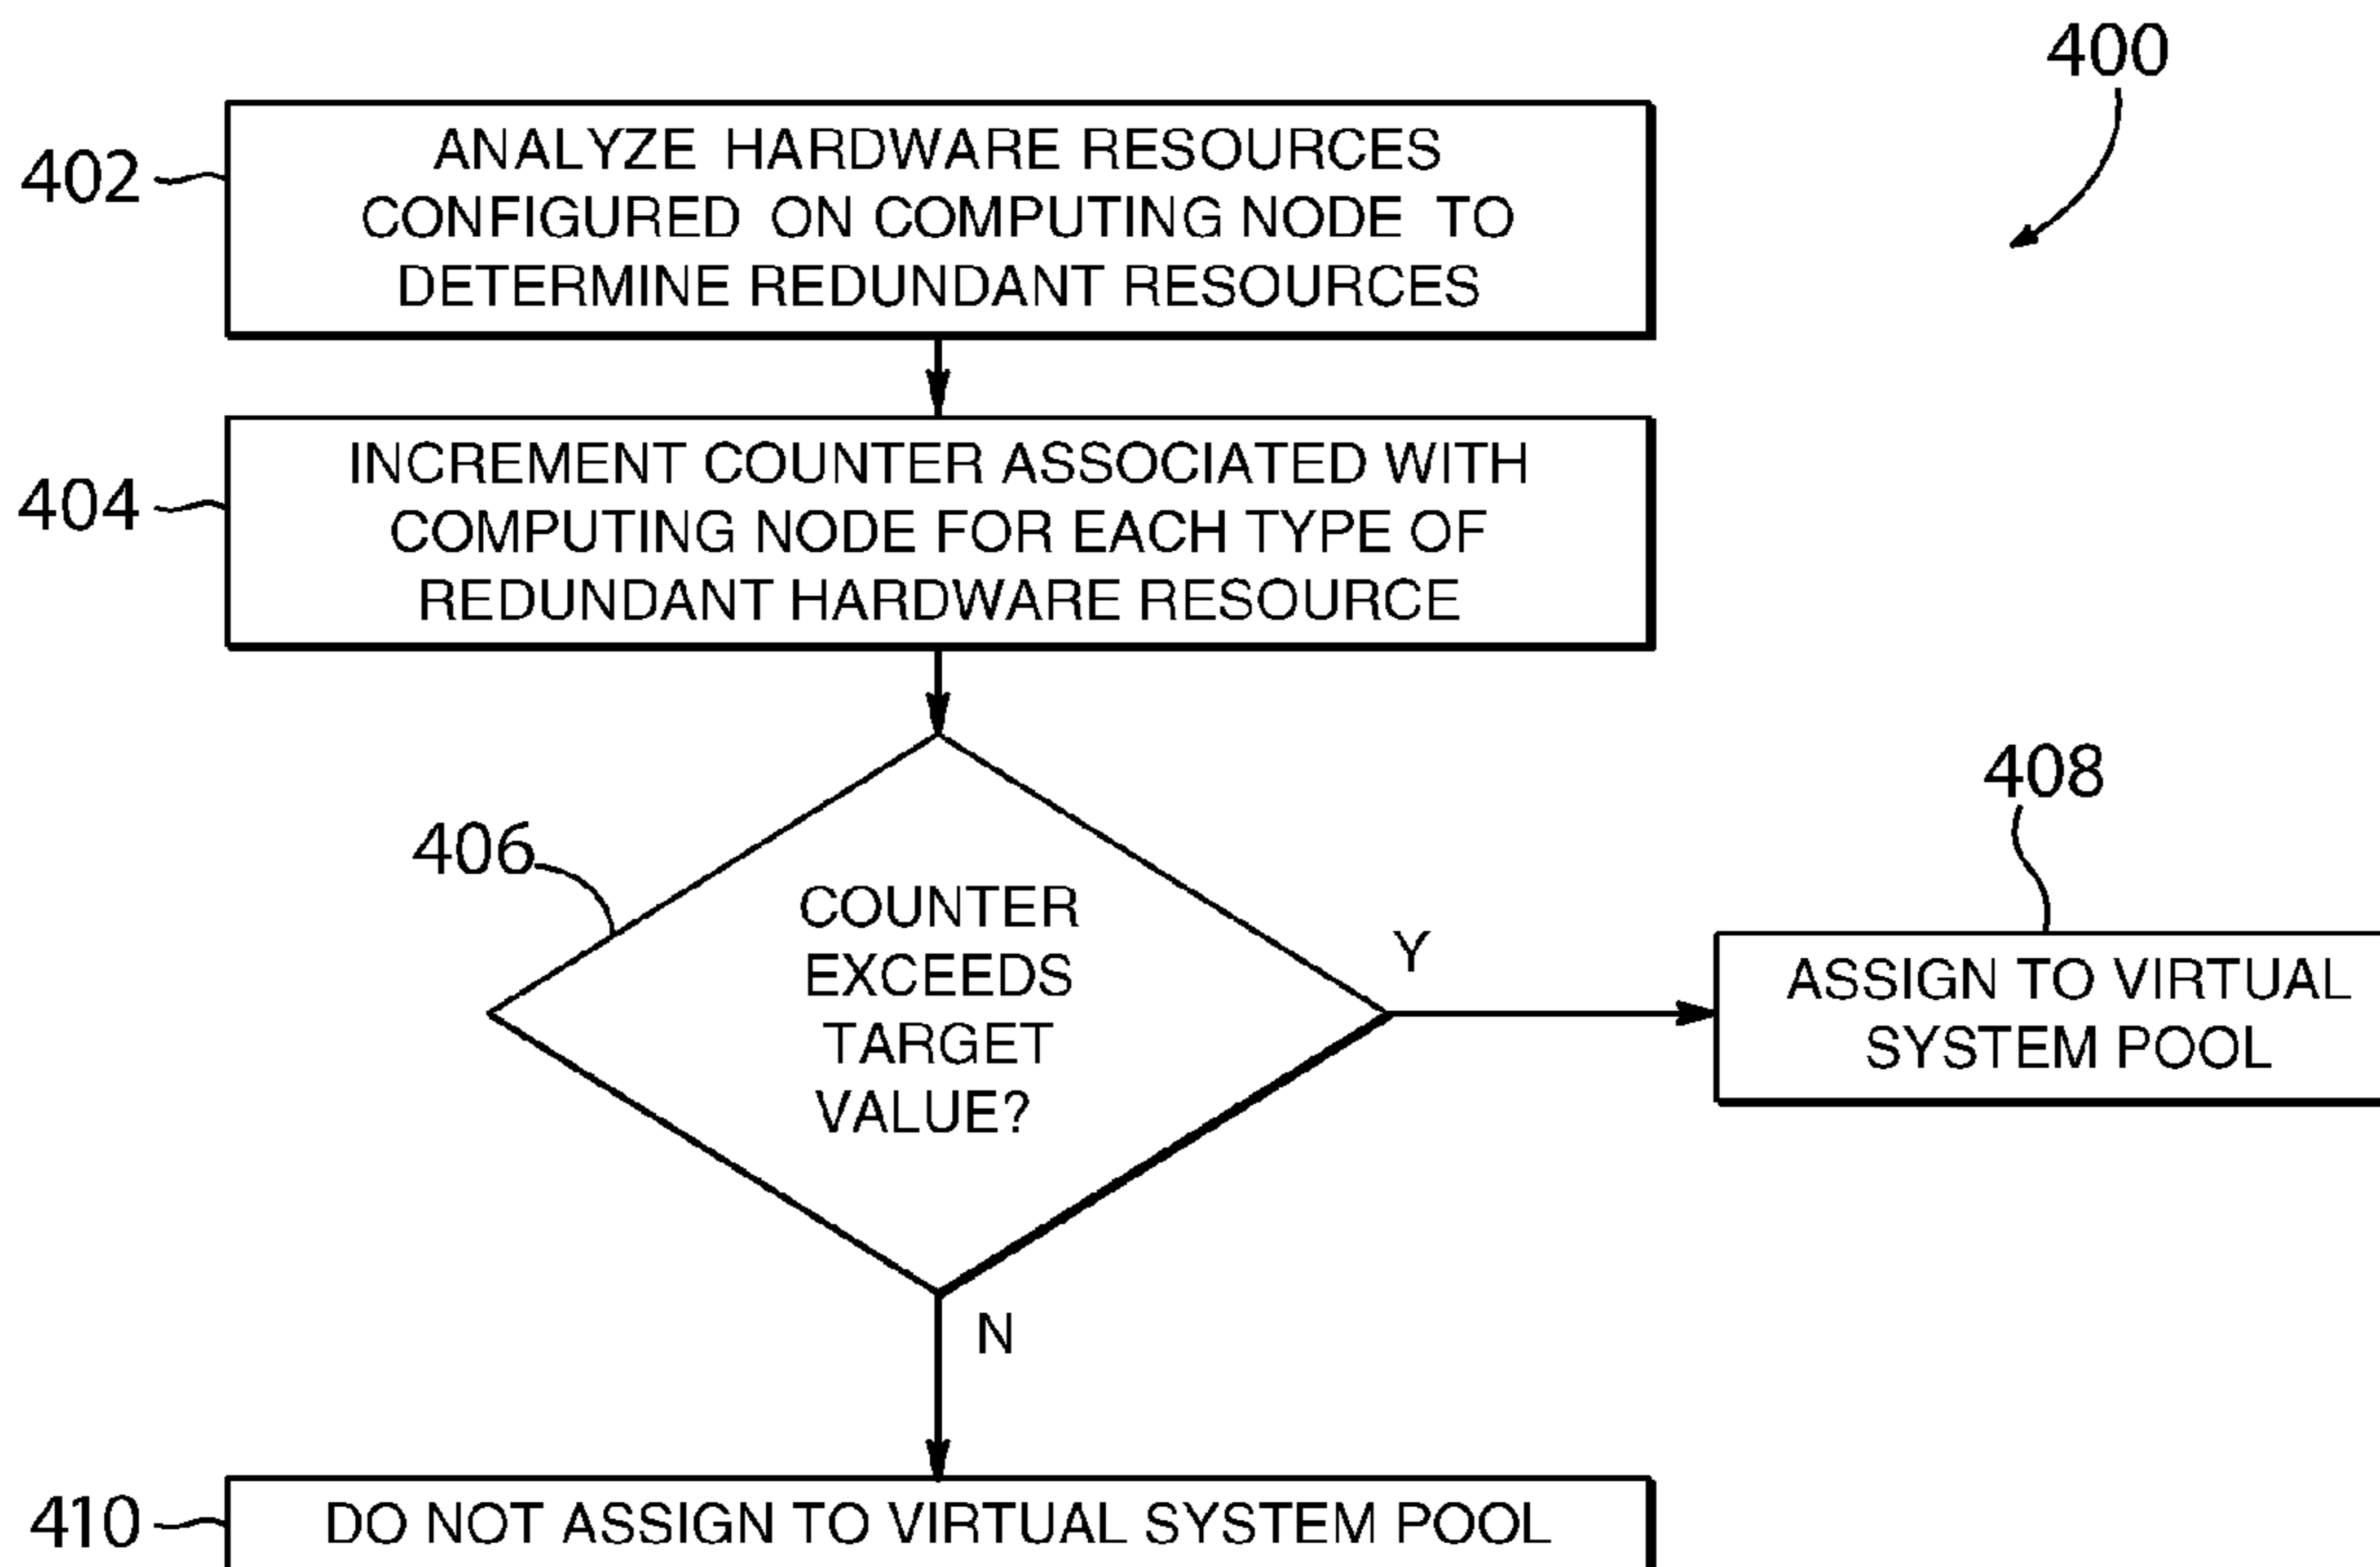 400
402
ANALYZE HARDWARE RESOURCES
CONFIGURED ON COMPUTING NODE TO
DETERMINE REDUNDANT RESOURCES
404
INCREMENT COUNTER ASSOCIATED WITH
COMPUTING NODE FOR EACH TYPE OF
REDUNDANT HARDWARE RESOURCE
406
COUNTER
EXCEEDS
TARGET
VALUE?
Y
408
ASSIGN TO VIRTUAL
SYSTEM POOL
N
410
DO NOT ASSIGN TO VIRTUAL SYSTEM POOL